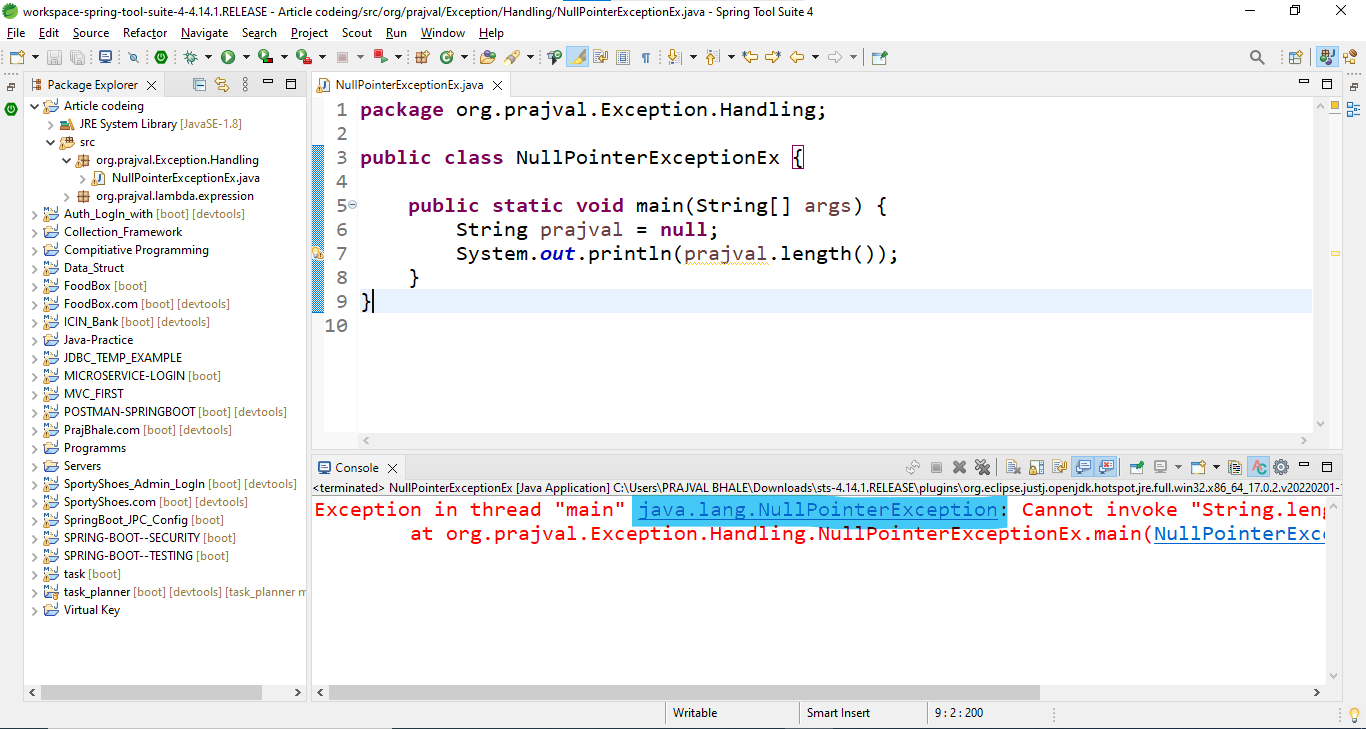 workspace-spring-tool-suite-4-4.14.1.RELEASE - Article codeing/src/org/prajval/Exception/Handling/NullPointerExceptionEx.java - Spring Tool Suite 4
File Edit Source Refactor Navigate Search Project Scout Run Window Help
Package Explorer
Article codeing
JRE System Library [JavaSE-1.8]
src
org.prajval.Exception.Handling
NullPointerExceptionEx.java
org.prajval.lambda.expression
Auth_LogIn_with [boot] [devtools]
Collection_Framework
Compitiative Programming
Data_Struct
FoodBox [boot]
FoodBox.com [boot] [devtools]
ICIN_Bank [boot] [devtools]
Java-Practice
JDBC_TEMP_EXAMPLE
MICROSERVICE-LOGIN [boot]
MVC_FIRST
POSTMAN-SPRINGBOOT [boot] [devtools]
PrajBhale.com [boot] [devtools]
Programms
Servers
SportyShoes_Admin_LogIn [boot] [devtools]
SportyShoes.com [boot] [devtools]
SpringBoot_JPC_Config [boot]
SPRING-BOOT--SECURITY [boot]
SPRING-BOOT--TESTING [boot]
task [boot]
task_planner [boot] [devtools] [task_planner m
Virtual Key
NullPointerExceptionEx.java
1 package org.prajval.Exception.Handling;
2
3 public class NullPointerExceptionEx {
4
5 public static void main(String[] args) {
6 String prajval = null;
7 System.out.println(prajval.length());
8 }
9 }
10
Console
<terminated> NullPointerExceptionEx [Java Application] C:\Users\PRAJVAL BHALE\Downloads\sts-4.14.1.RELEASE\plugins\org.eclipse.justj.openjdk.hotspot.jre.full.win32.x86_64_17.0.2.v20220201-
Exception in thread "main" java.lang.NullPointerException: Cannot invoke "String.leng
at org.prajval.Exception.Handling.NullPointerExceptionEx.main(NullPointerExce
Writable Smart Insert 9 : 2 : 200